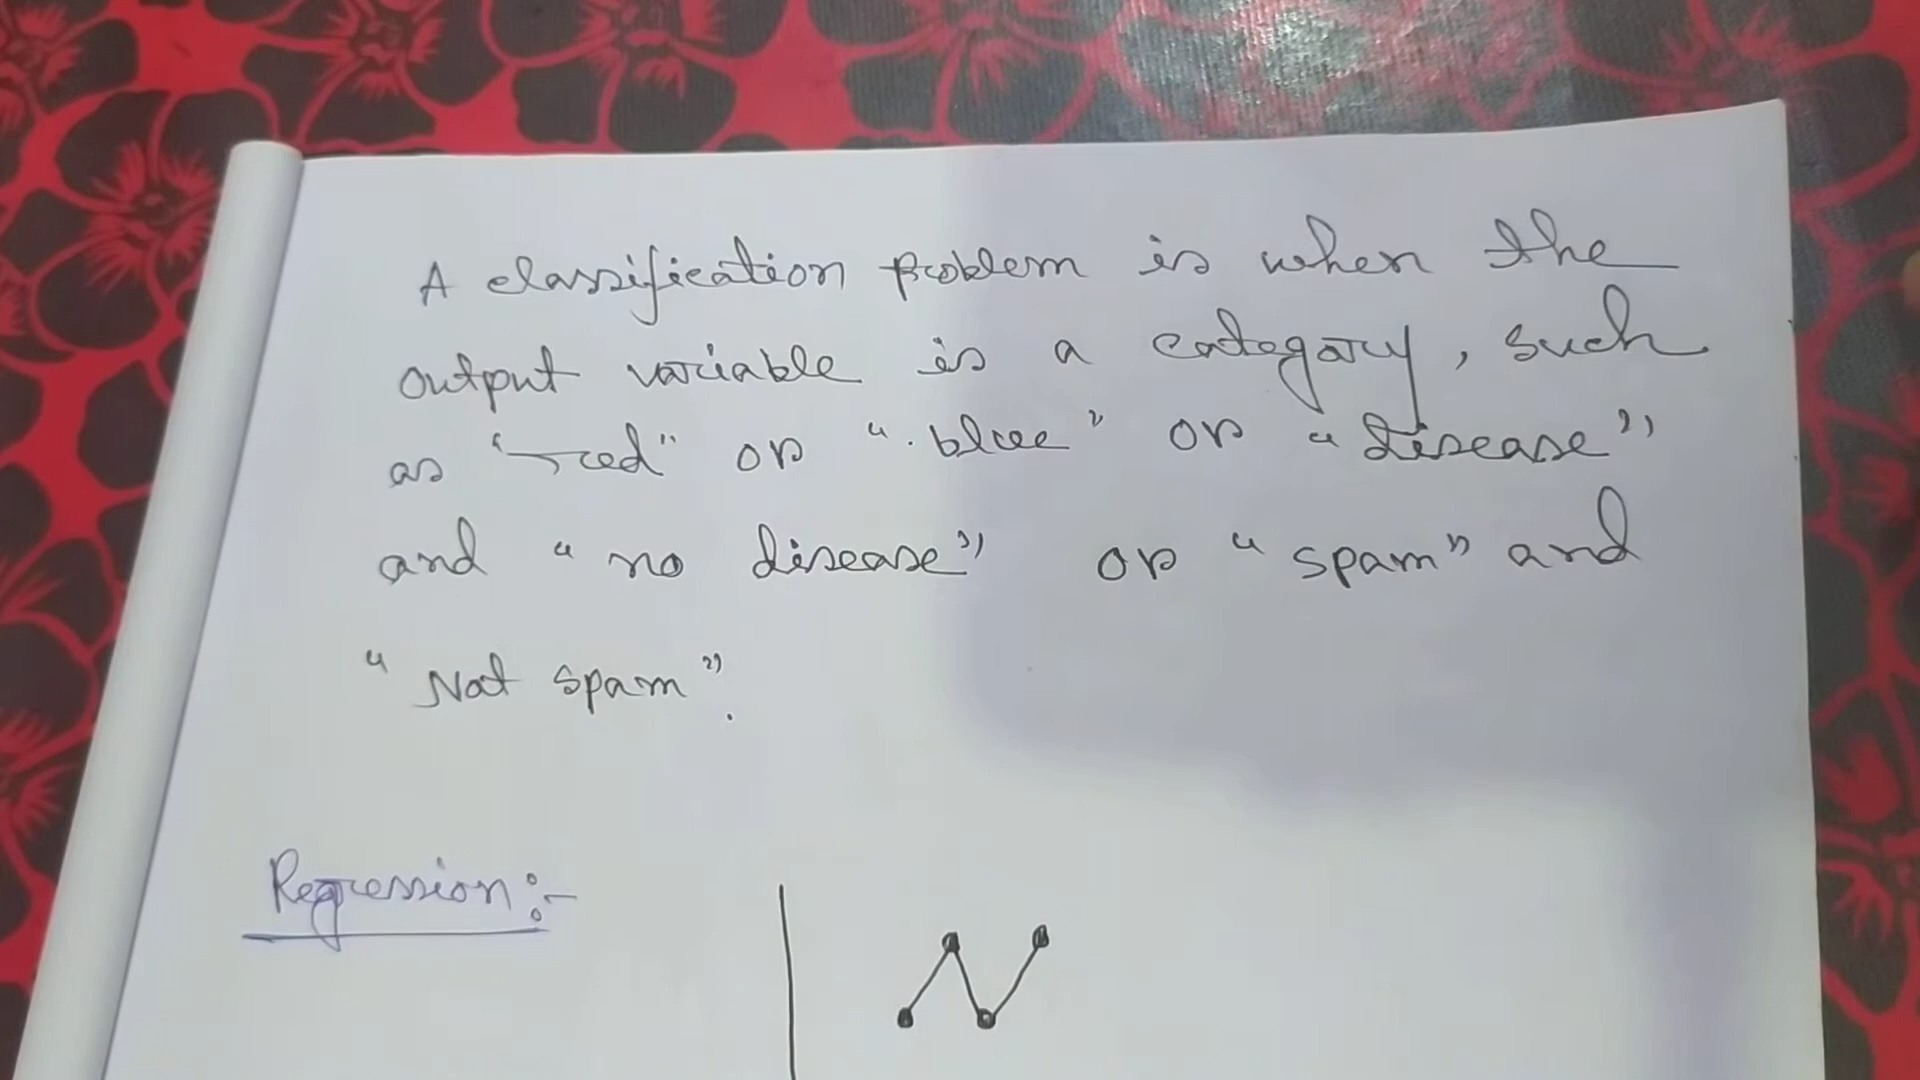 A classification problem is when the
output variable is a category, such
as "red" or "blue" or "disease"
and "no disease" or "spam" and
"Not spam".
Regression:-